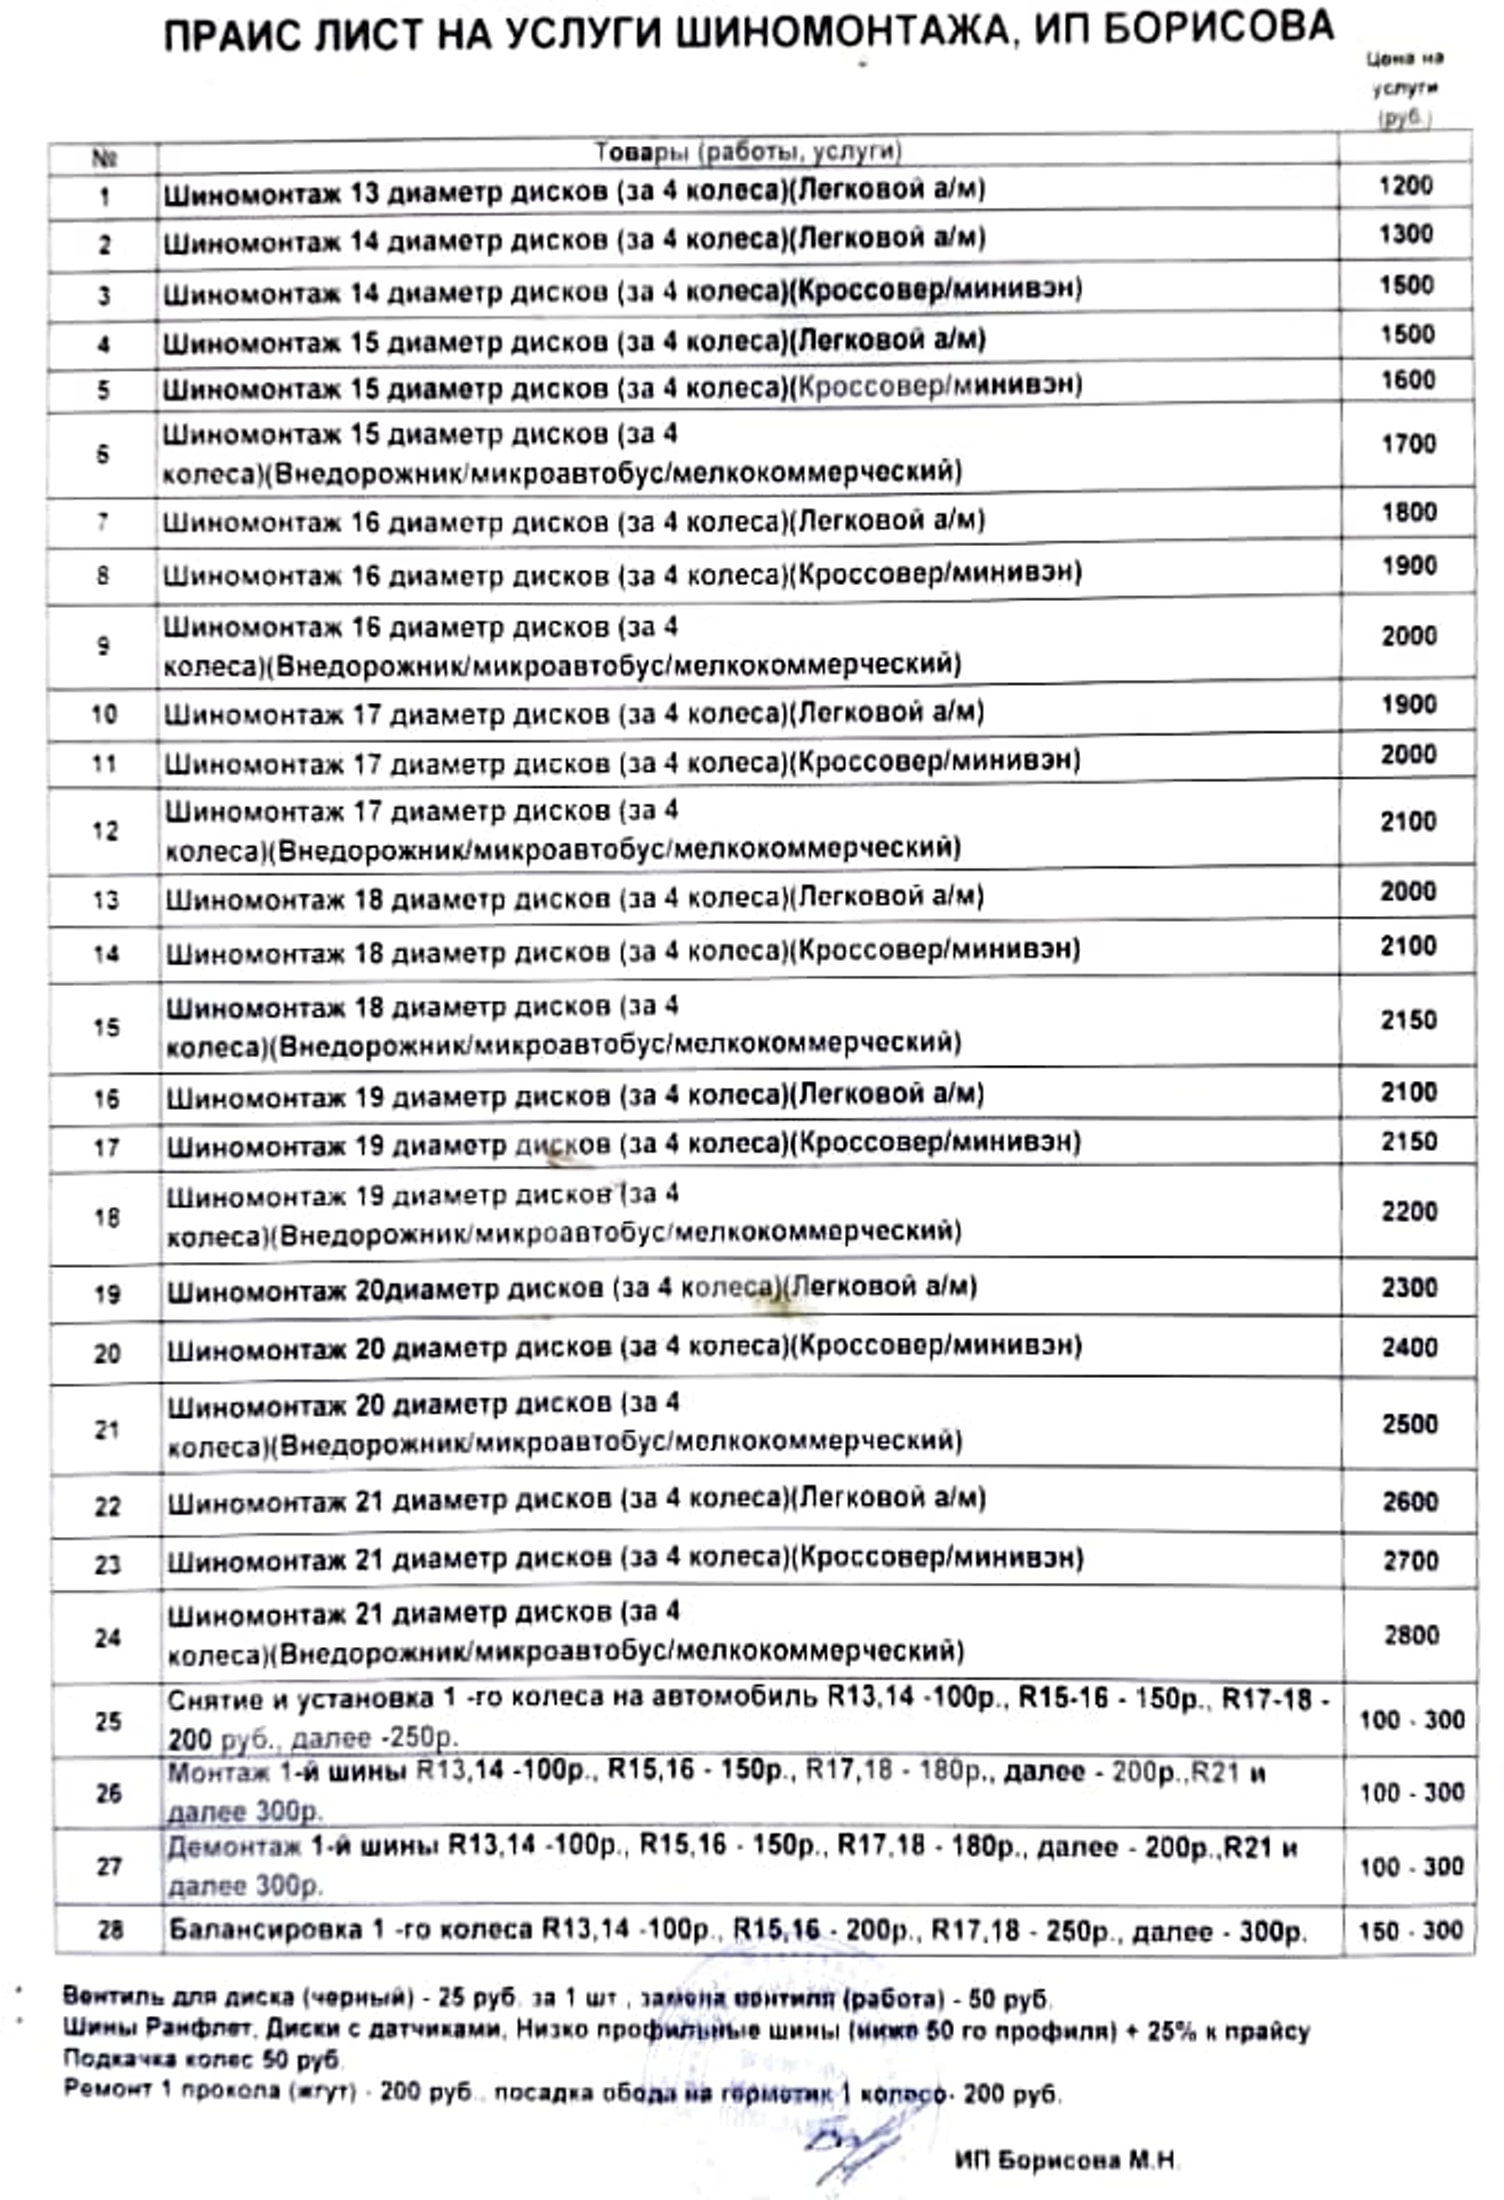 ПРАЙС ЛИСТ НА УСЛУГИ ШИНОМОНТАЖА, ИП БОРИСОВА
Цена на
услуги
(руб.)
№ Товары (работы, услуги)
1 Шиномонтаж 13 диаметр дисков (за 4 колеса)(Легковой а/м) 1200
2 Шиномонтаж 14 диаметр дисков (за 4 колеса)(Легковой а/м) 1300
3 Шиномонтаж 14 диаметр дисков (за 4 колеса)(Кроссовер/минивэн) 1500
4 Шиномонтаж 15 диаметр дисков (за 4 колеса)(Легковой а/м) 1500
5 Шиномонтаж 15 диаметр дисков (за 4 колеса)(Кроссовер/минивэн) 1600
6 Шиномонтаж 15 диаметр дисков (за 4
колеса)(Внедорожник/микроавтобус/мелкокоммерческий) 1700
7 Шиномонтаж 16 диаметр дисков (за 4 колеса)(Легковой а/м) 1800
8 Шиномонтаж 16 диаметр дисков (за 4 колеса)(Кроссовер/минивэн) 1900
9 Шиномонтаж 16 диаметр дисков (за 4
колеса)(Внедорожник/микроавтобус/мелкокоммерческий) 2000
10 Шиномонтаж 17 диаметр дисков (за 4 колеса)(Легковой а/м) 1900
11 Шиномонтаж 17 диаметр дисков (за 4 колеса)(Кроссовер/минивэн) 2000
12 Шиномонтаж 17 диаметр дисков (за 4
колеса)(Внедорожник/микроавтобус/мелкокоммерческий) 2100
13 Шиномонтаж 18 диаметр дисков (за 4 колеса)(Легковой а/м) 2000
14 Шиномонтаж 18 диаметр дисков (за 4 колеса)(Кроссовер/минивэн) 2100
15 Шиномонтаж 18 диаметр дисков (за 4
колеса)(Внедорожник/микроавтобус/мелкокоммерческий) 2150
16 Шиномонтаж 19 диаметр дисков (за 4 колеса)(Легковой а/м) 2100
17 Шиномонтаж 19 диаметр дисков (за 4 колеса)(Кроссовер/минивэн) 2150
18 Шиномонтаж 19 диаметр дисков (за 4
колеса)(Внедорожник/микроавтобус/мелкокоммерческий) 2200
19 Шиномонтаж 20диаметр дисков (за 4 колеса)(Легковой а/м) 2300
20 Шиномонтаж 20 диаметр дисков (за 4 колеса)(Кроссовер/минивэн) 2400
21 Шиномонтаж 20 диаметр дисков (за 4
колеса)(Внедорожник/микроавтобус/мелкокоммерческий) 2500
22 Шиномонтаж 21 диаметр дисков (за 4 колеса)(Легковой а/м) 2600
23 Шиномонтаж 21 диаметр дисков (за 4 колеса)(Кроссовер/минивэн) 2700
24 Шиномонтаж 21 диаметр дисков (за 4
колеса)(Внедорожник/микроавтобус/мелкокоммерческий) 2800
25 Снятие и установка 1 -го колеса на автомобиль R13,14 -100р., R15-16 - 150р., R17-18 -
200 руб., далее -250р. 100 - 300
26 Монтаж 1-й шины R13,14 -100р., R15,16 - 150р., R17,18 - 180р., далее - 200р.,R21 и
далее 300р. 100 - 300
27 Демонтаж 1-й шины R13,14 -100р., R15,16 - 150р., R17,18 - 180р., далее - 200р.,R21 и
далее 300р. 100 - 300
28 Балансировка 1 -го колеса R13,14 -100р., R15,16 - 200р., R17,18 - 250р., далее - 300р. 150 - 300
Вентиль для диска (черный) - 25 руб. за 1 шт., замена вентиля (работа) - 50 руб.
Шины Ранфлет, Диски с датчиками, Низко профильные шины (ниже 50 го профиля) + 25% к прайсу
Подкачка колес 50 руб.
Ремонт 1 прокола (жгут) - 200 руб., посадка обода на герметик 1 колесо- 200 руб.
ИП Борисова М.Н.